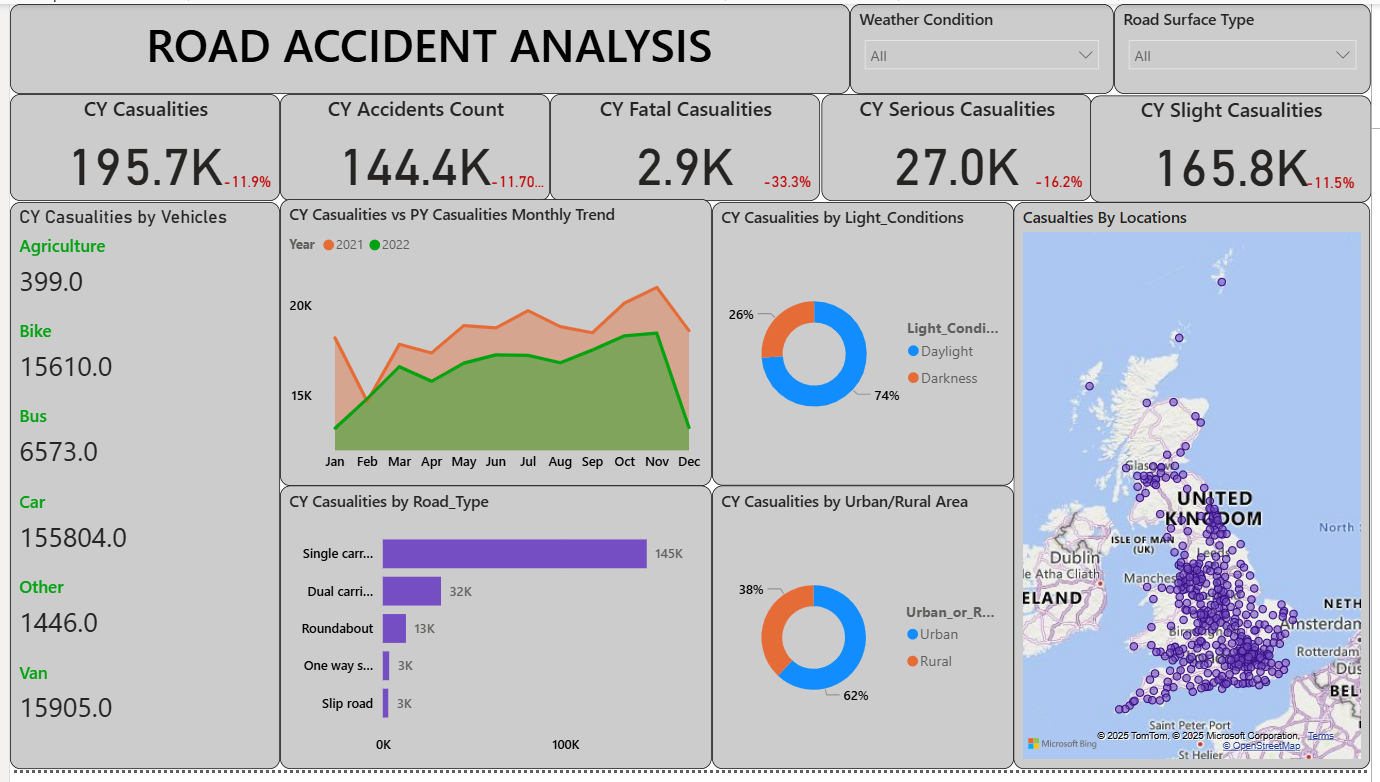 ROAD ACCIDENT ANALYSIS
Weather Condition
All
Road Surface Type
All
CY Casualities
195.7K
-11.9%
CY Accidents Count
144.4K
-11.70...
CY Fatal Casualities
2.9K
-33.3%
CY Serious Casualities
27.0K
-16.2%
CY Slight Casualities
165.8K
-11.5%
CY Casualities by Vehicles
Agriculture
399.0
Bike
15610.0
Bus
6573.0
Car
155804.0
Other
1446.0
Van
15905.0
CY Casualities vs PY Casualities Monthly Trend
Year 2021 2022
20K
15K
Jan Feb Mar Apr May Jun Jul Aug Sep Oct Nov Dec
CY Casualities by Road_Type
Single carr... 145K
Dual carri... 32K
Roundabout 13K
One way s... 3K
Slip road 3K
0K 100K
CY Casualities by Light_Conditions
26%
74%
Light_Condi...
Daylight
Darkness
CY Casualities by Urban/Rural Area
38%
62%
Urban_or_R...
Urban
Rural
Casualties By Locations
UNITED
KINGDOM
North
ISLE OF MAN
(UK)
Leeds
Dublin
le Atha Cliath
Manches
ELAND
NETH
Amsterdam
Rotterdam
BEL
Saint Peter Port
St Helier
Microsoft Bing
© 2025 TomTom, © 2025 Microsoft Corporation, Terms
© OpenStreetMap